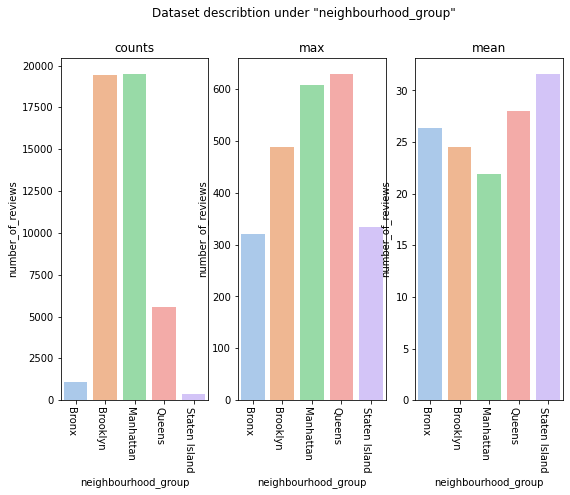 Dataset describtion under "neighbourhood_group"
counts
number_of_reviews
20000
17500
15000
12500
10000
7500
5000
2500
0
Bronx
Brooklyn
Manhattan
Queens
Staten Island
neighbourhood_group
max
number_of_reviews
600
500
400
300
200
100
0
Bronx
Brooklyn
Manhattan
Queens
Staten Island
neighbourhood_group
mean
number_of_reviews
30
25
20
15
10
5
0
Bronx
Brooklyn
Manhattan
Queens
Staten Island
neighbourhood_group